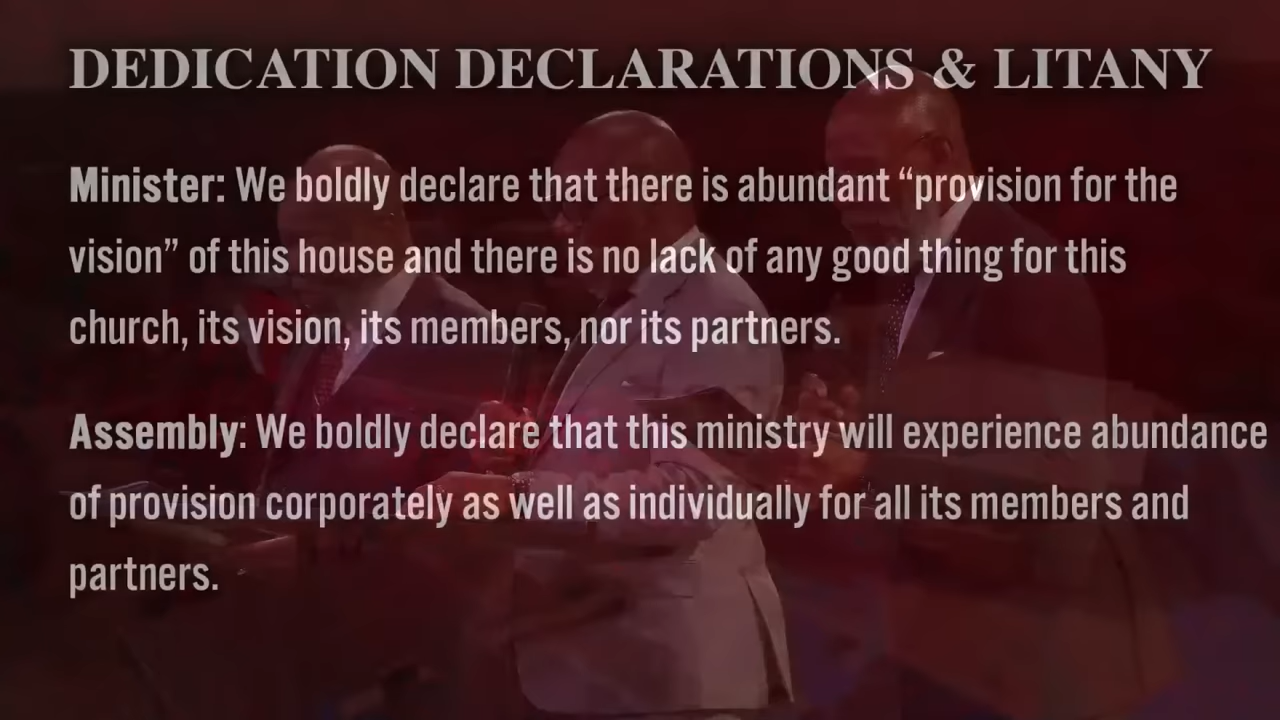 DEDICATION DECLARATIONS & LITANY
Minister: We boldly declare that there is abundant “provision for the
vision” of this house and there is no lack of any good thing for this
church, its vision, its members, nor its partners.
Assembly: We boldly declare that this ministry will experience abundance
of provision corporately as well as individually for all its members and
partners.